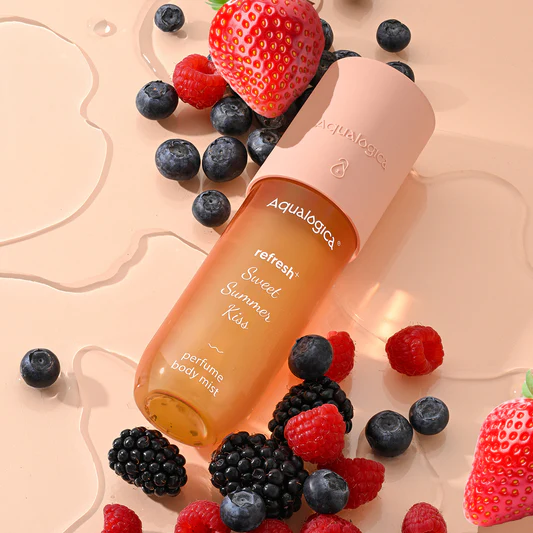 Aqualogica
Aqualogica®
refresh+
Sweet
Summer
Kiss
perfume
body mist